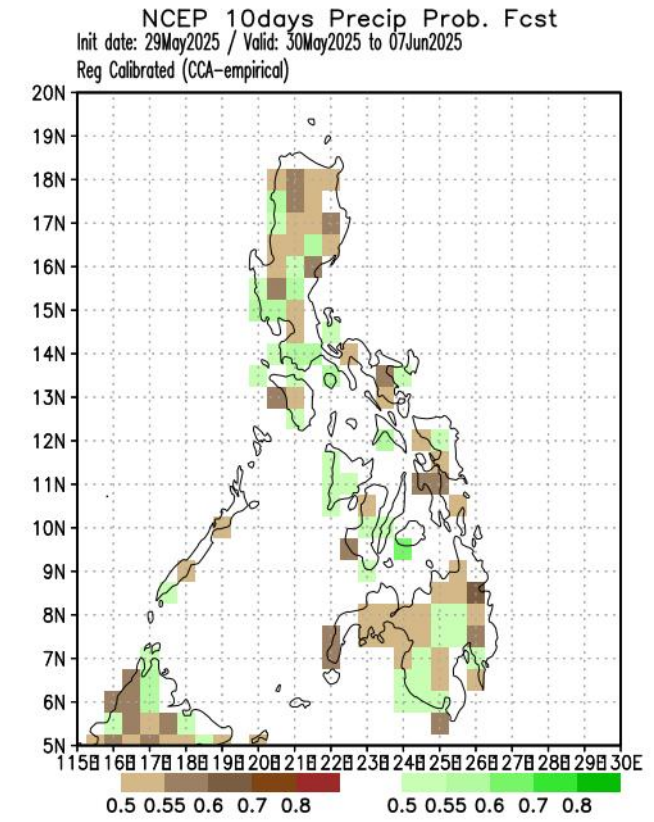 NCEP 10days Precip Prob. Fcst
Init date: 29May2025 / Valid: 30May2025 to 07Jun2025
Reg Calibrated (CCA-empirical)
20N
19N
18N
17N
16N
15N
14N
13N
12N
11N
10N
9N
8N
7N
6N
5N
115E 116E 117E 118E 119E 120E 121E 122E 123E 124E 125E 126E 127E 128E 129E 130E
0.5 0.55 0.6 0.7 0.8 0.5 0.55 0.6 0.7 0.8